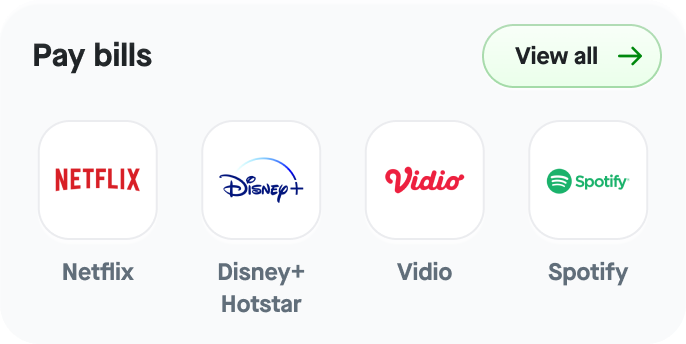 Pay bills
View all
NETFLIX
Disney+
Vidio
Spotify
Netflix
Disney+
Hotstar
Vidio
Spotify